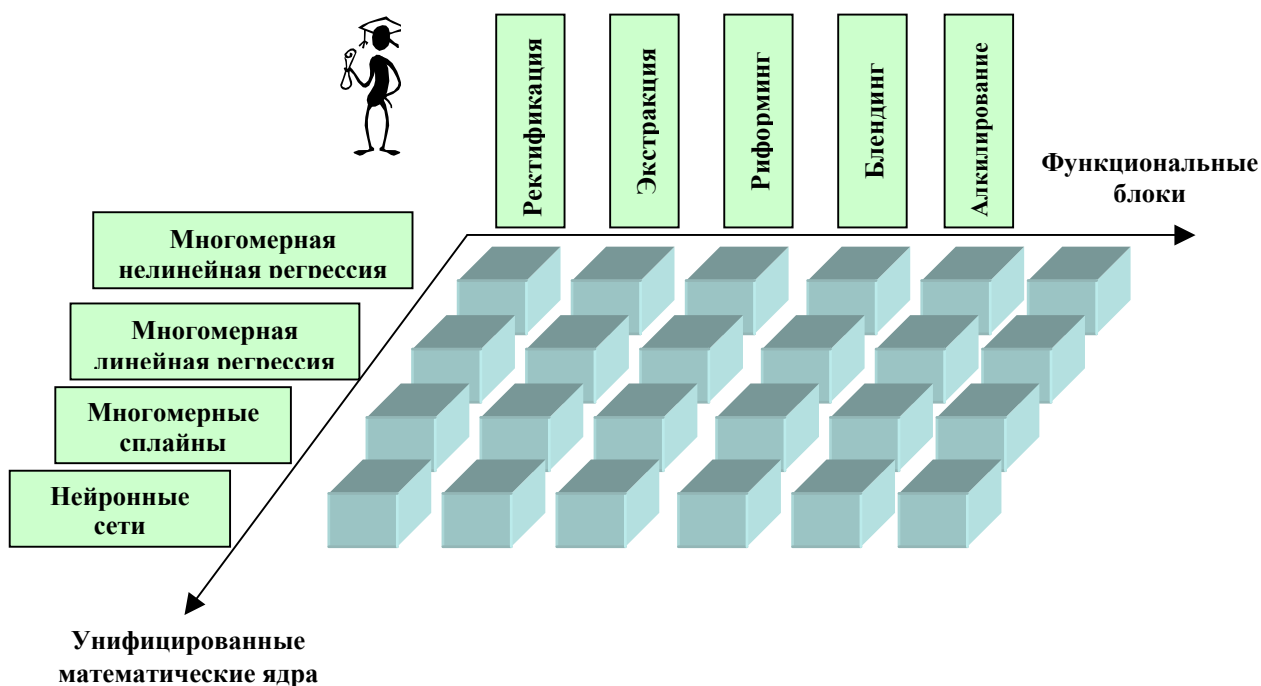 Ректификация
Экстракция
Риформинг
Блендинг
Алкилирование
Функциональные
блоки
Многомерная
нелинейная регрессия
Многомерная
линейная регрессия
Многомерные
сплайны
Нейронные
сети
Унифицированные
математические ядра